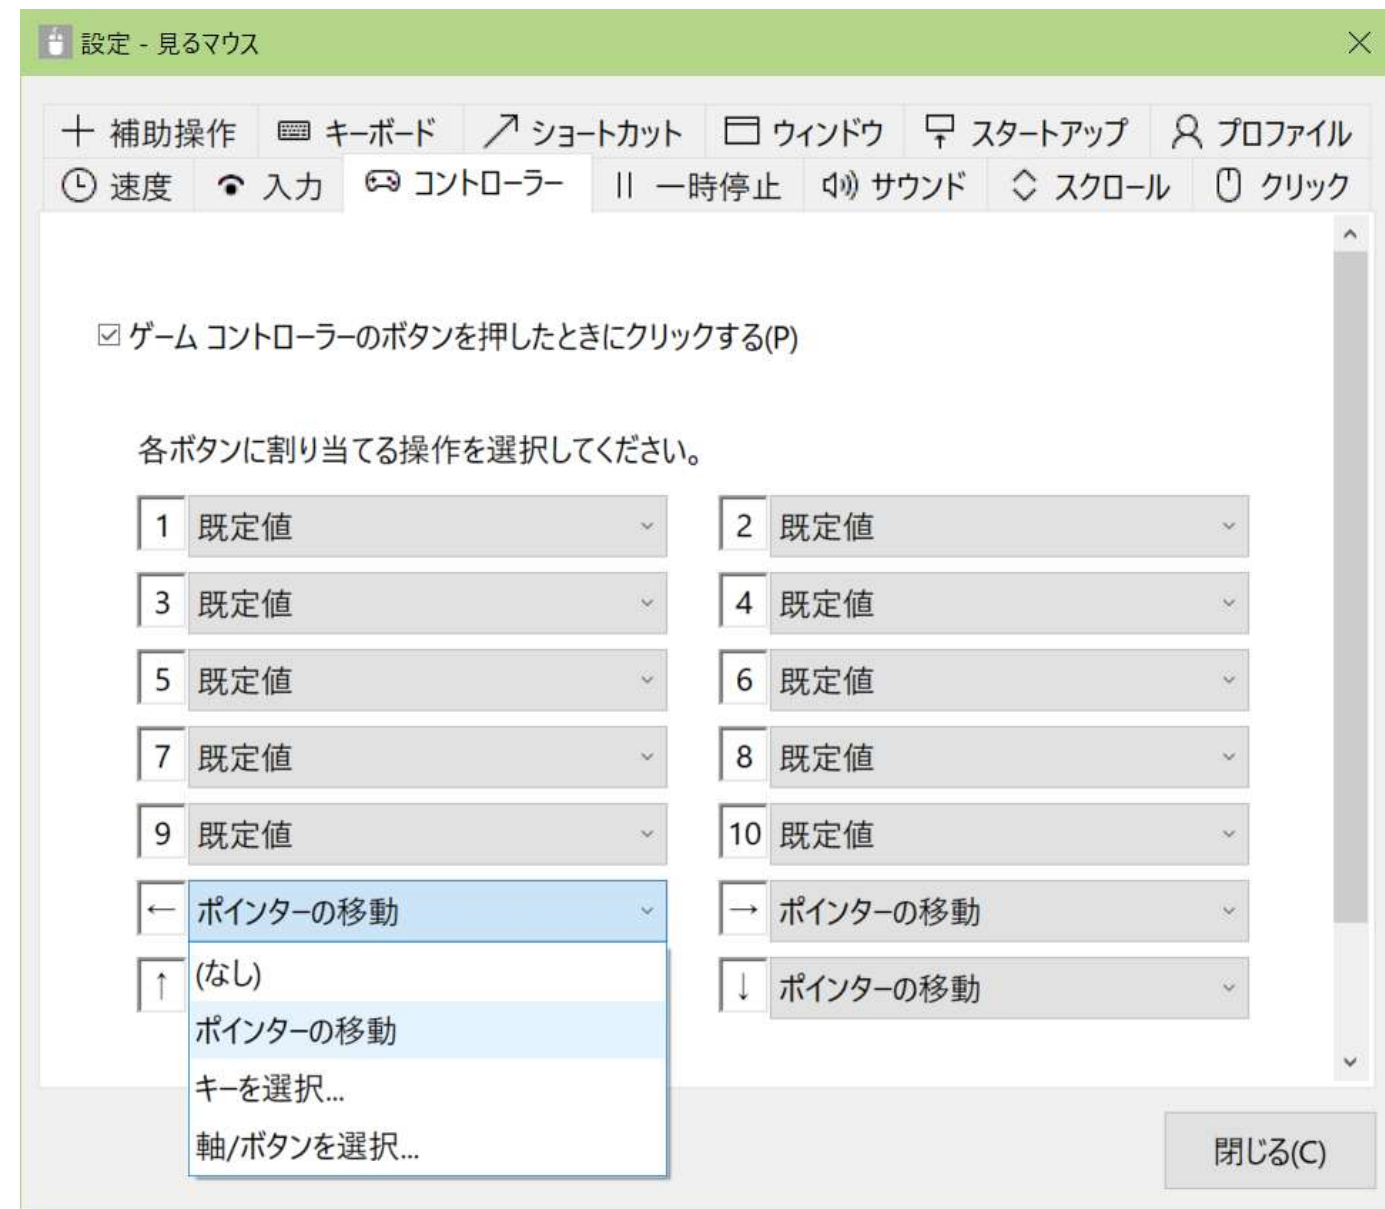 設定 - 見るマウス
補助操作 キーボード ショートカット ウィンドウ スタートアップ プロファイル
速度 入力 コントローラー 一時停止 サウンド スクロール クリック
ゲーム コントローラーのボタンを押したときにクリックする(P)
各ボタンに割り当てる操作を選択してください。
1 既定値 2 既定値
3 既定値 4 既定値
5 既定値 6 既定値
7 既定値 8 既定値
9 既定値 10 既定値
← ポインターの移動 → ポインターの移動
(なし)
↑ ↓ ポインターの移動
ポインターの移動
キーを選択...
軸/ボタンを選択...
閉じる(C)